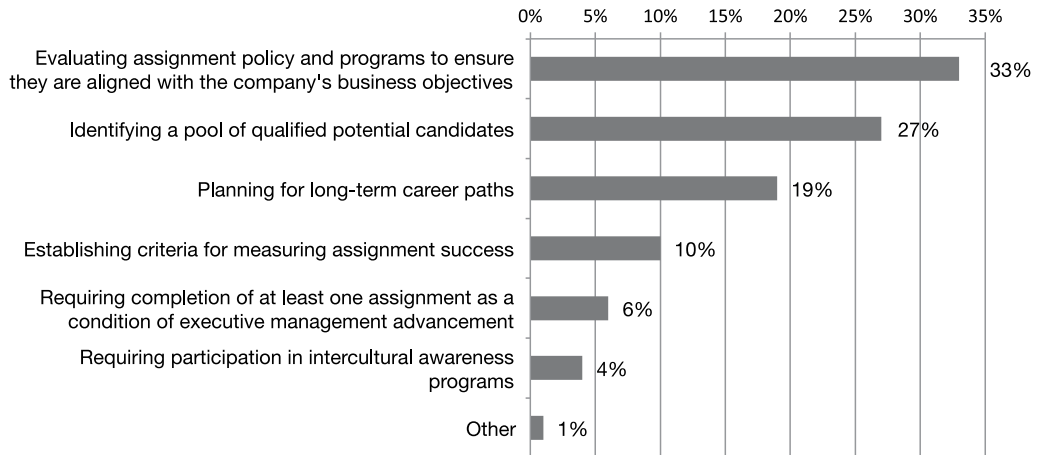 0% 5% 10% 15% 20% 25% 30% 35%
Evaluating assignment policy and programs to ensure
they are aligned with the company's business objectives
33%
Identifying a pool of qualified potential candidates
27%
Planning for long-term career paths
19%
Establishing criteria for measuring assignment success
10%
Requiring completion of at least one assignment as a
condition of executive management advancement
6%
Requiring participation in intercultural awareness
programs
4%
Other
1%